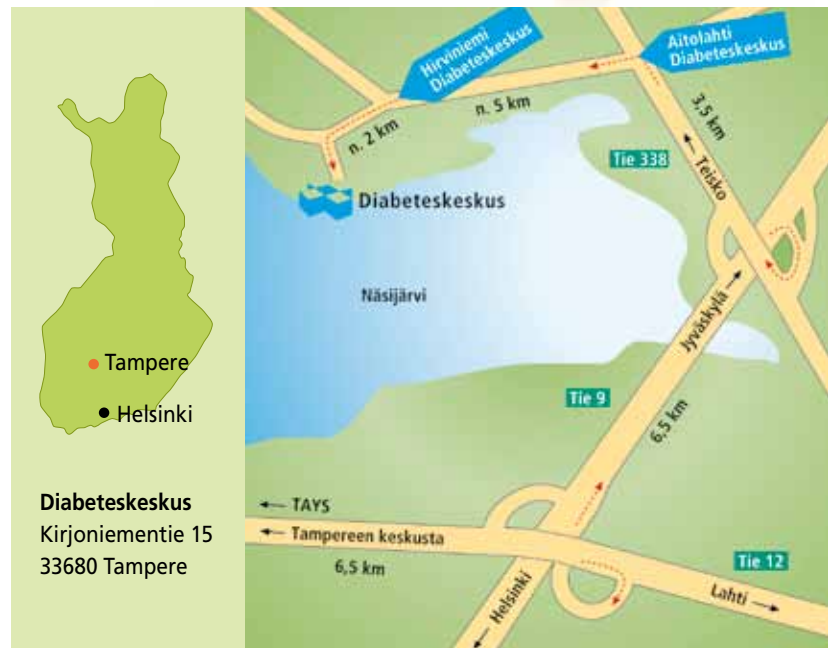 Tampere
Helsinki
Diabeteskeskus
Kirjoniementie 15
33680 Tampere
Hirviniemi
Diabeteskeskus
Aitolahti
Diabeteskeskus
n. 2 km
n. 5 km
3,5 km
Tie 338
Teisko
Diabeteskeskus
Näsijärvi
Jyväskylä
Tie 9
6,5 km
TAYS
Tampereen keskusta
6,5 km
Tie 12
Helsinki
Lahti